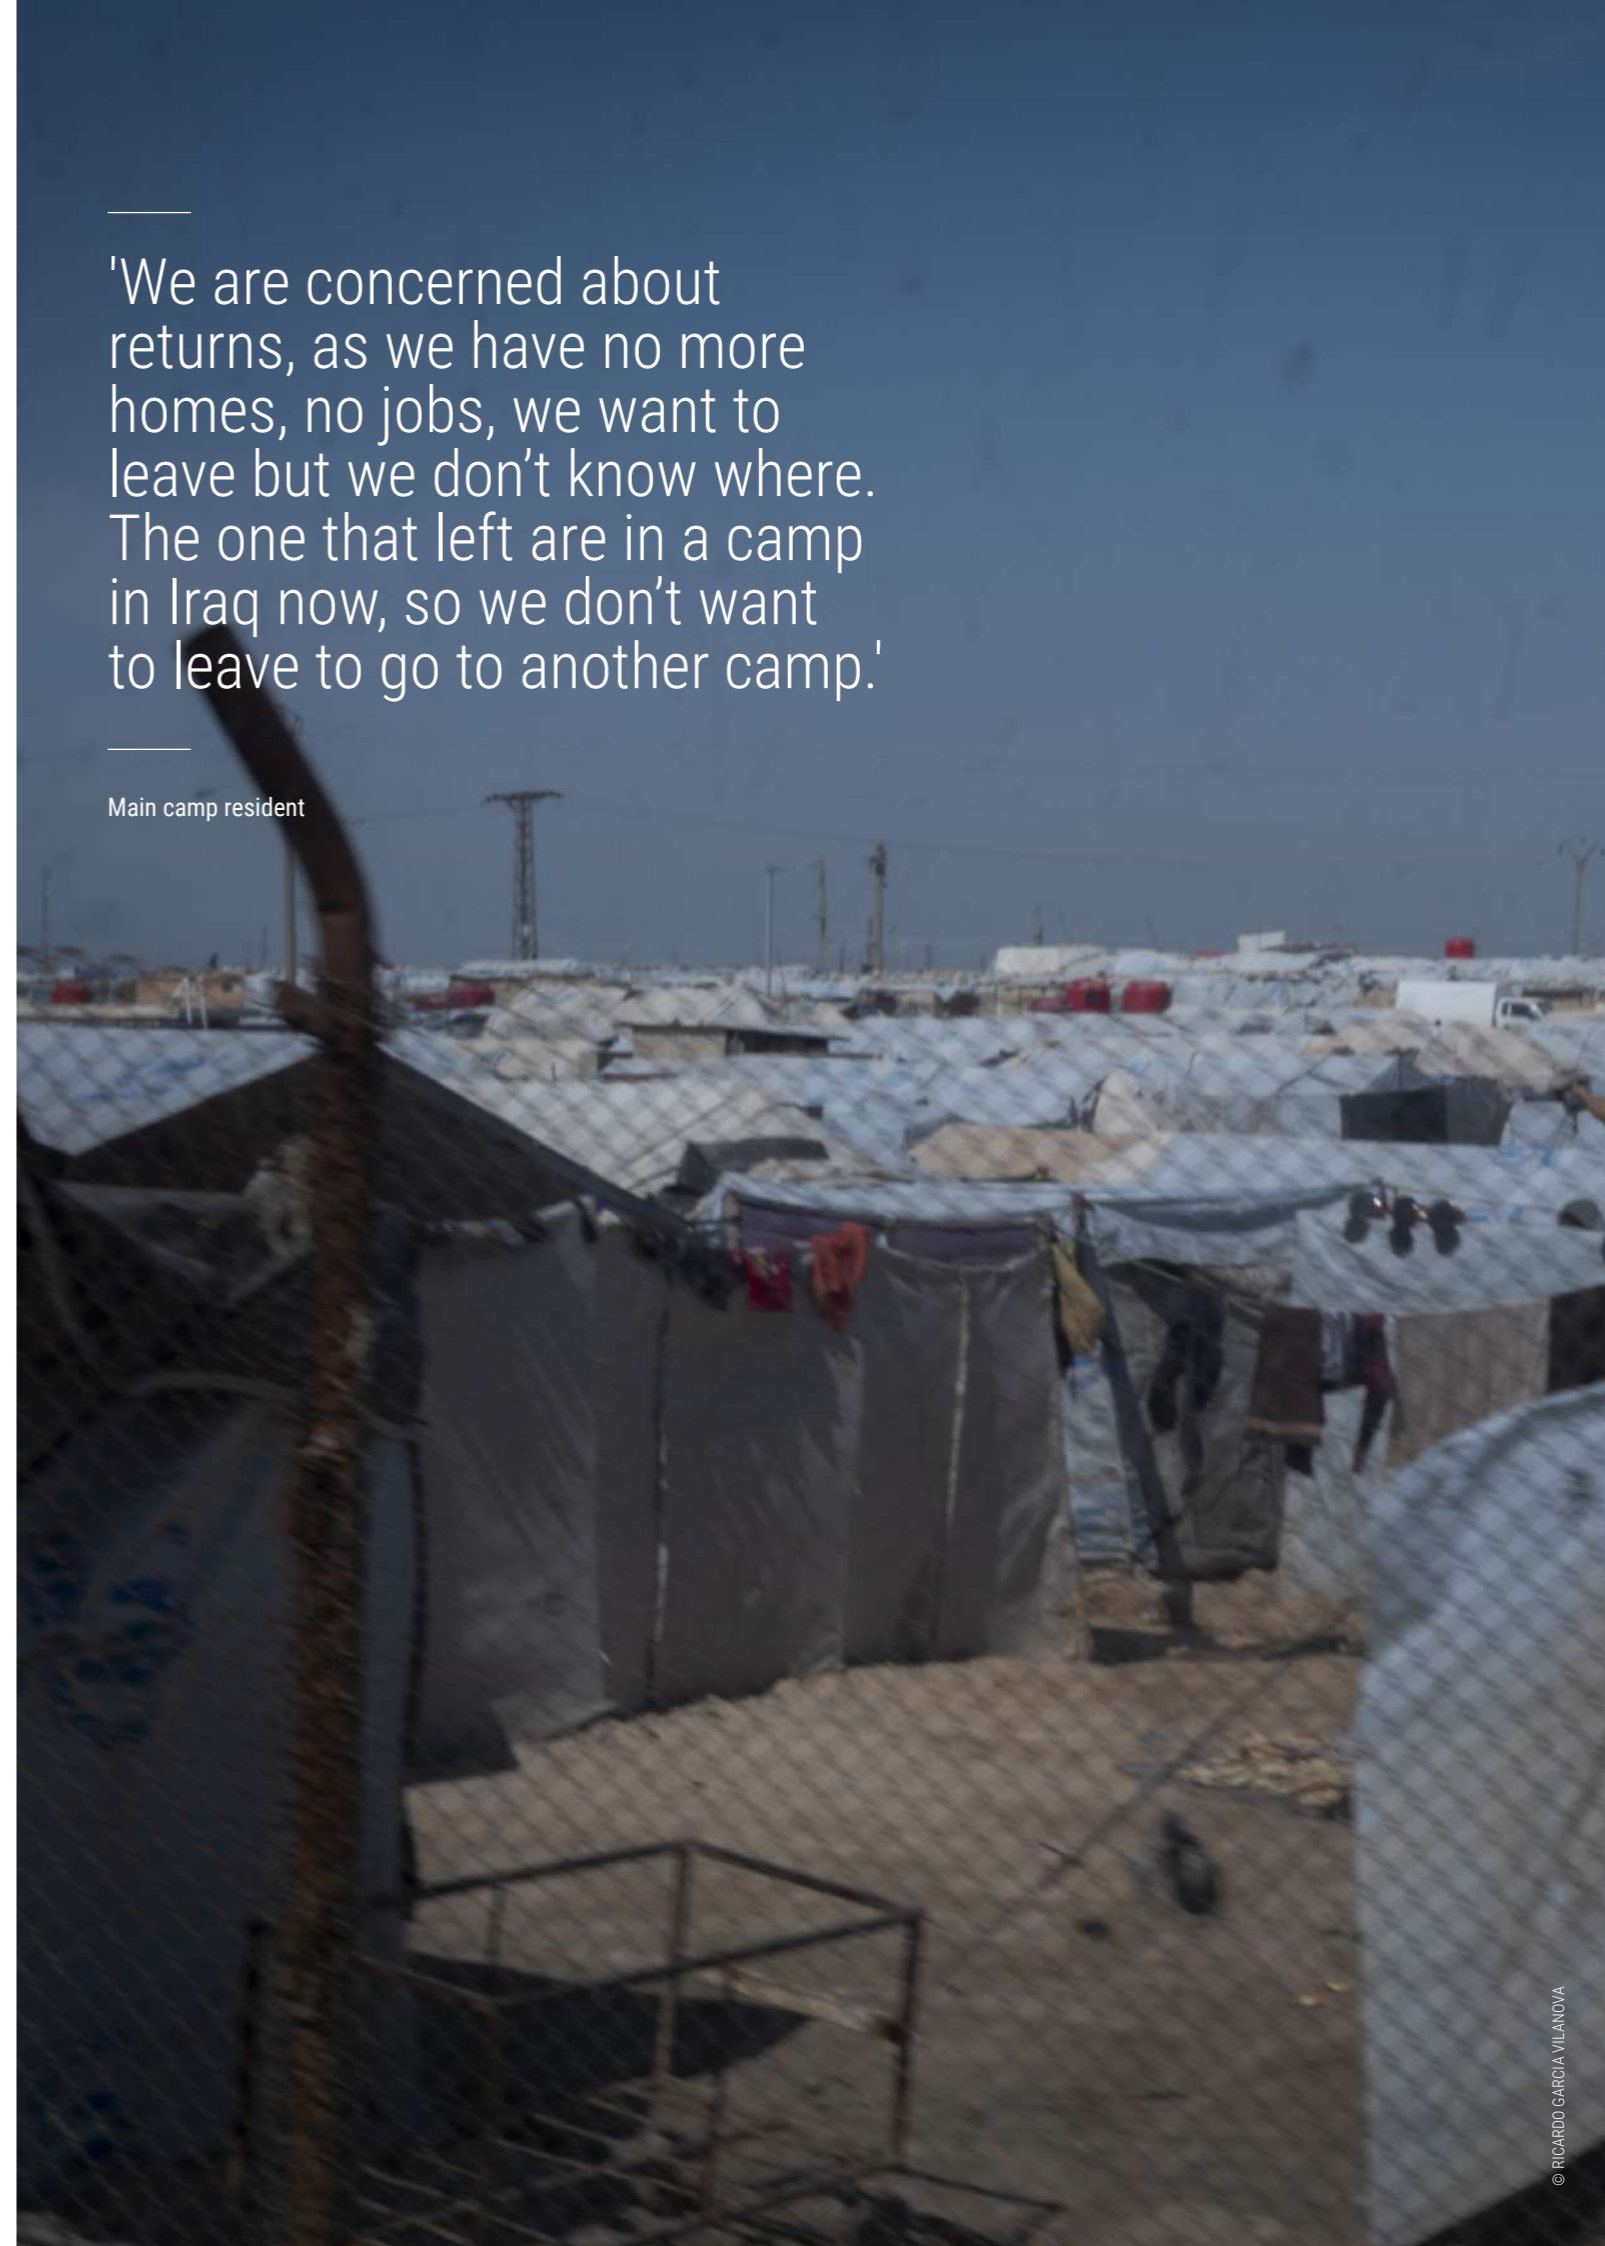 'We are concerned about
returns, as we have no more
homes, no jobs, we want to
leave but we don’t know where.
The one that left are in a camp
in Iraq now, so we don’t want
to leave to go to another camp.'
Main camp resident
© RICARDO GARCIA VILANOVA